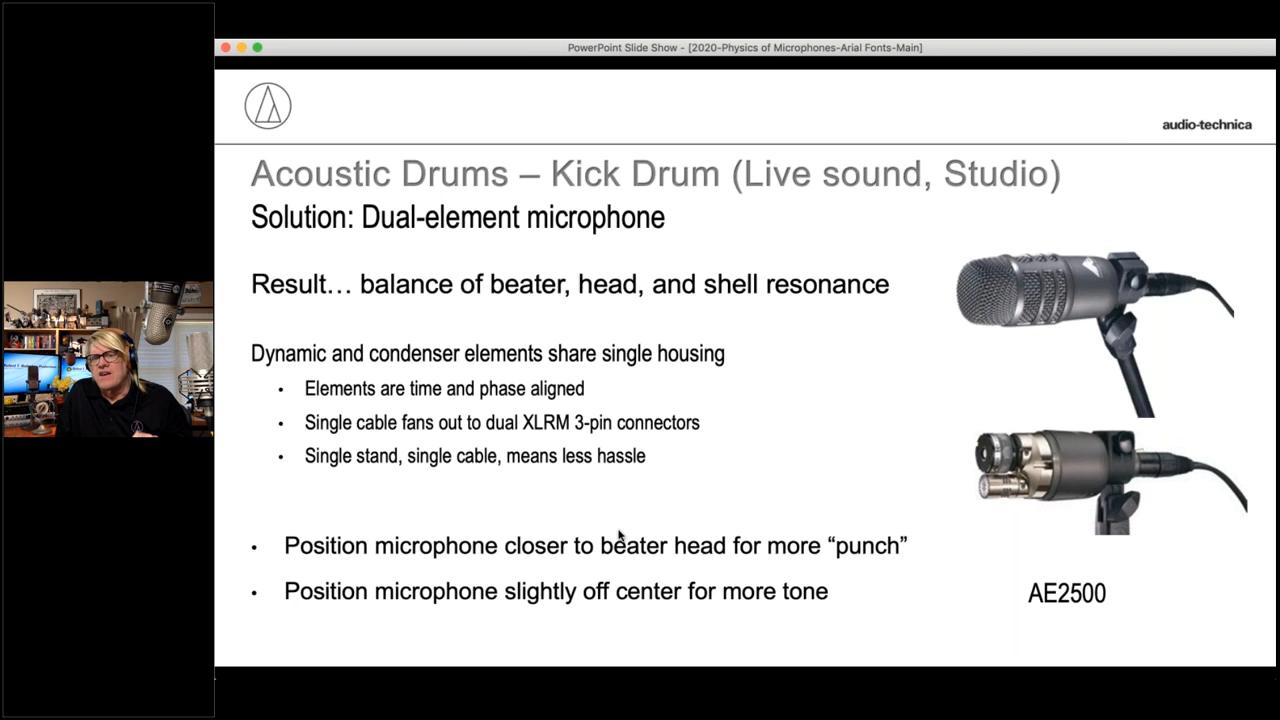 PowerPoint Slide Show - [2020-Physics of Microphones-Arial Fonts-Main]
audio-technica
Acoustic Drums – Kick Drum (Live sound, Studio)
Solution: Dual-element microphone
Result… balance of beater, head, and shell resonance
Dynamic and condenser elements share single housing
• Elements are time and phase aligned
• Single cable fans out to dual XLRM 3-pin connectors
• Single stand, single cable, means less hassle
• Position microphone closer to beater head for more “punch”
• Position microphone slightly off center for more tone
AE2500